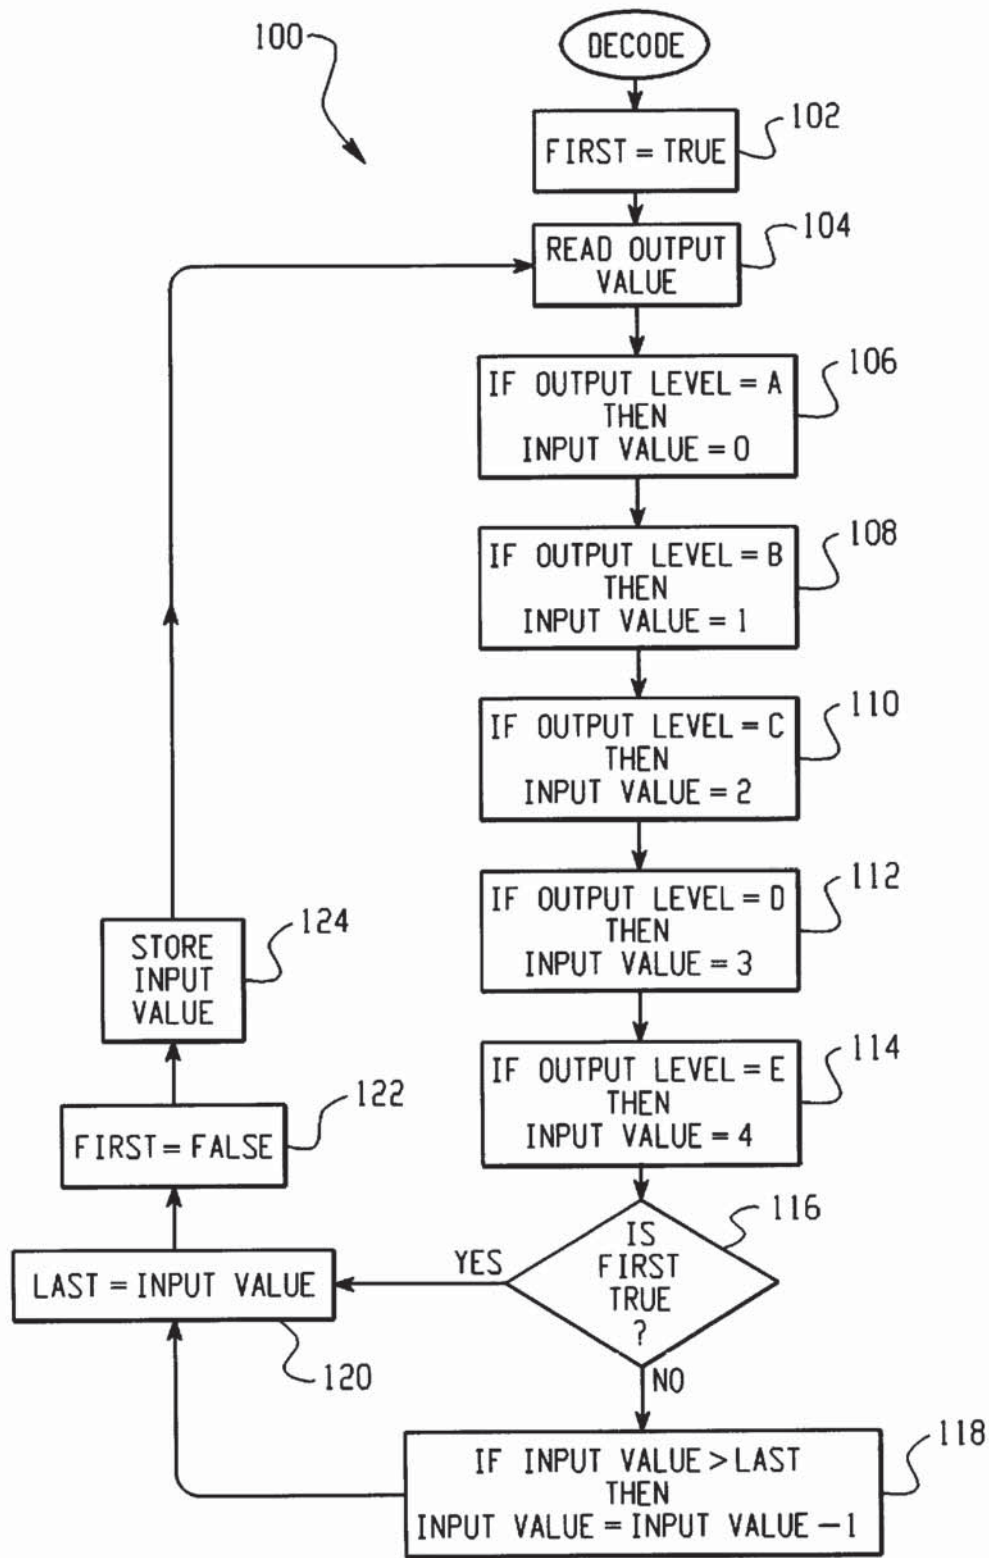 100
DECODE
FIRST = TRUE
102
READ OUTPUT
VALUE
104
IF OUTPUT LEVEL = A
THEN
INPUT VALUE = 0
106
IF OUTPUT LEVEL = B
THEN
INPUT VALUE = 1
108
IF OUTPUT LEVEL = C
THEN
INPUT VALUE = 2
110
IF OUTPUT LEVEL = D
THEN
INPUT VALUE = 3
112
IF OUTPUT LEVEL = E
THEN
INPUT VALUE = 4
114
IS
FIRST
TRUE
?
116
YES
NO
IF INPUT VALUE > LAST
THEN
INPUT VALUE = INPUT VALUE - 1
118
LAST = INPUT VALUE
120
FIRST = FALSE
122
STORE
INPUT
VALUE
124